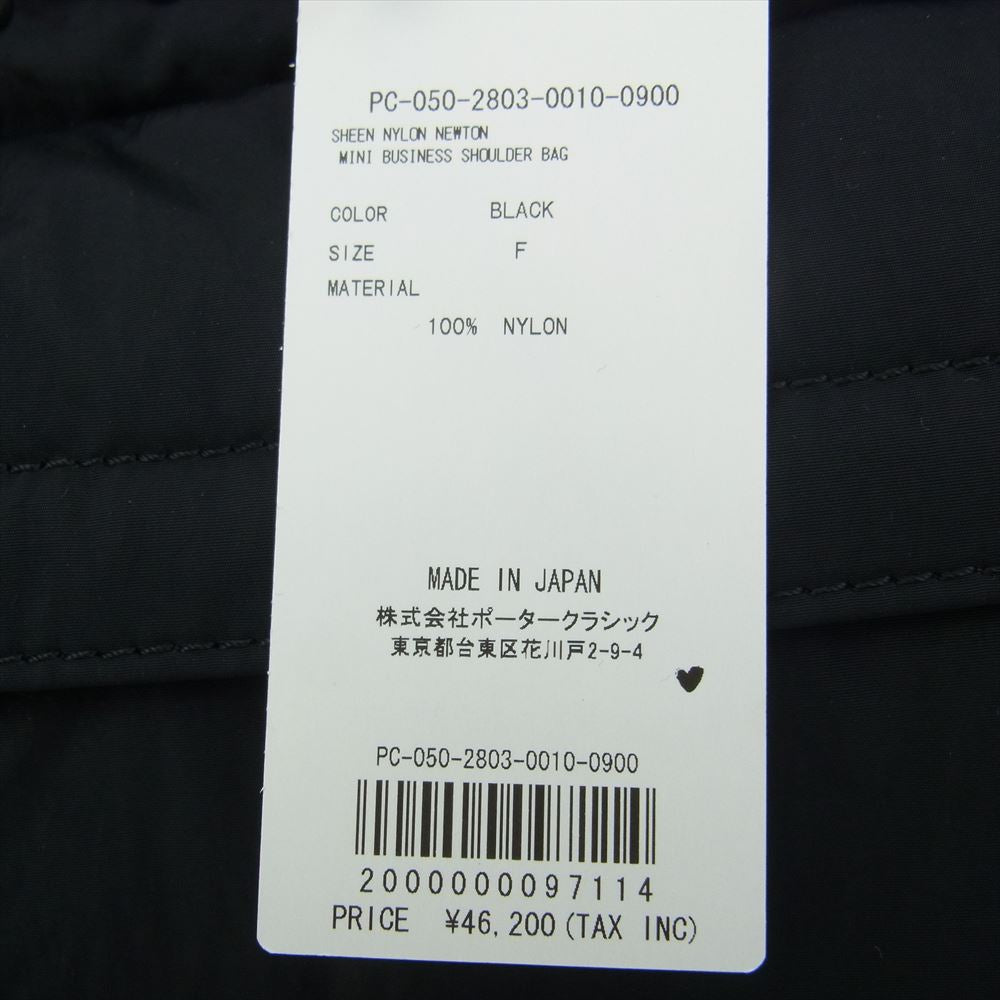 PC-050-2803-0010-0900
SHEEN NYLON NEWTON
MINI BUSINESS SHOULDER BAG
COLOR BLACK
SIZE F
MATERIAL
100% NYLON
MADE IN JAPAN
株式会社ポータークラシック
東京都台東区花川戸2-9-4
PC-050-2803-0010-0900
2000000097114
PRICE ¥46,200(TAX INC)